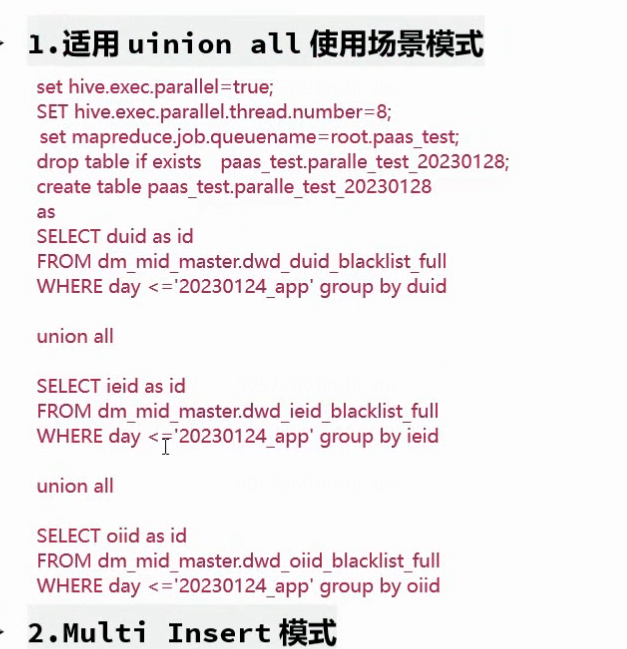 1.适用 uinion all 使用场景模式
set hive.exec.parallel=true;
SET hive.exec.parallel.thread.number=8;
set mapreduce.job.queuename=root.paas_test;
drop table if exists paas_test.paralle_test_20230128;
create table paas_test.paralle_test_20230128
as
SELECT duid as id
FROM dm_mid_master.dwd_duid_blacklist_full
WHERE day <='20230124_app' group by duid
union all
SELECT ieid as id
FROM dm_mid_master.dwd_ieid_blacklist_full
WHERE day <='20230124_app' group by ieid
union all
SELECT oiid as id
FROM dm_mid_master.dwd_oiid_blacklist_full
WHERE day <='20230124_app' group by oiid
2.Multi Insert 模式